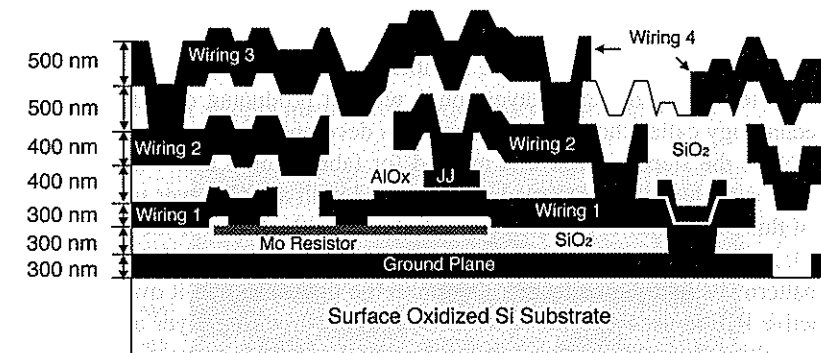 500 nm
500 nm
400 nm
400 nm
300 nm
300 nm
300 nm
Wiring 3
Wiring 4
Wiring 2
Wiring 2
SiO₂
AlOx
JJ
Wiring 1
Wiring 1
Mo Resistor
SiO₂
Ground Plane
Surface Oxidized Si Substrate